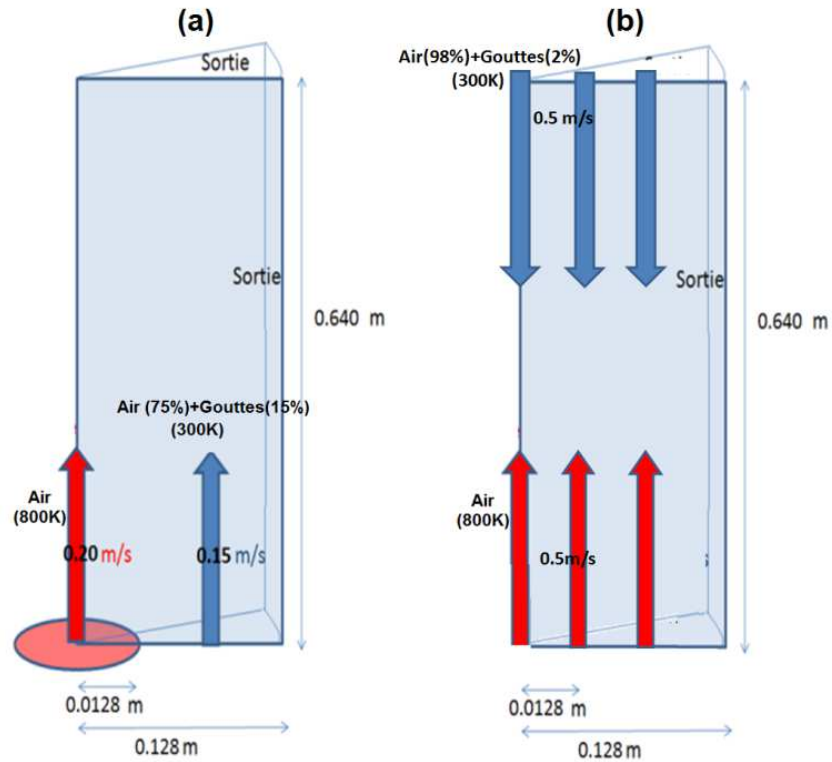 (a)
Sortie
Sortie
0.640 m
Air (75%)+Gouttes(15%)
(300K)
Air
(800K)
0.20 m/s
0.15 m/s
0.0128 m
0.128 m
(b)
Air(98%)+Gouttes(2%)
(300K)
0.5 m/s
Sortie
0.640 m
Air
(800K)
0.5m/s
0.0128 m
0.128 m